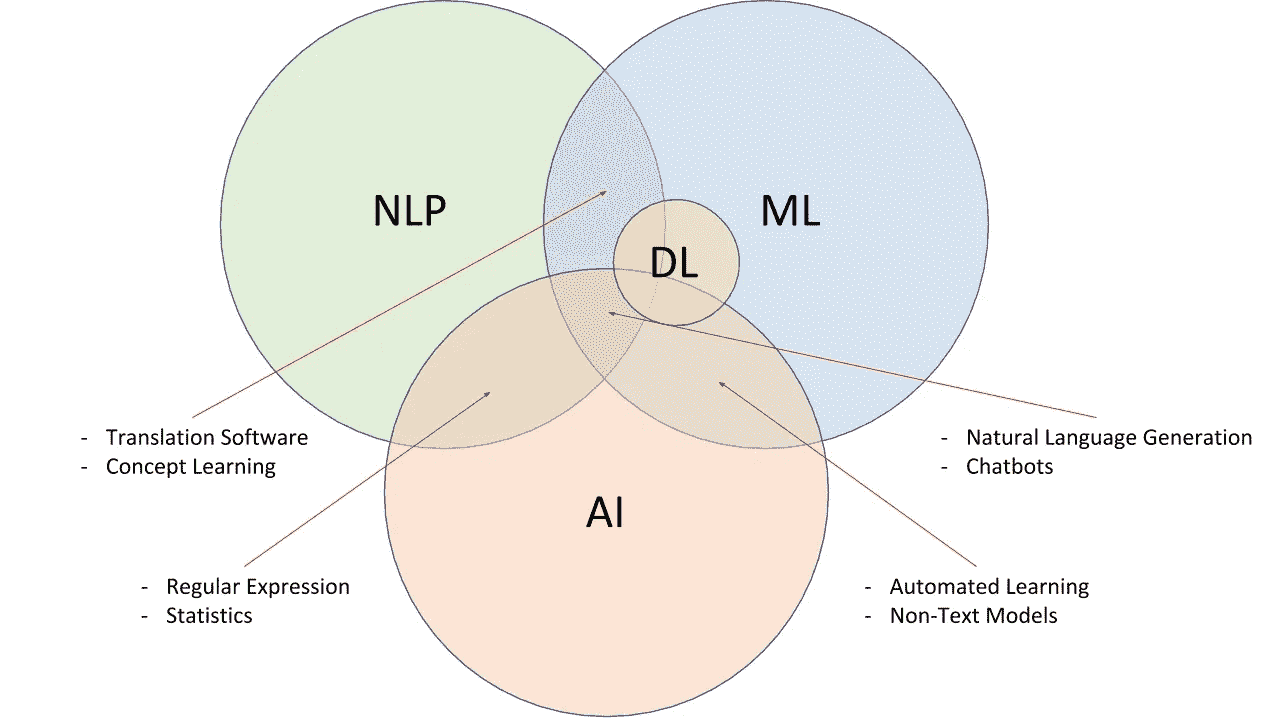 NLP
ML
DL
- Translation Software
- Concept Learning
- Natural Language Generation
- Chatbots
AI
- Regular Expression
- Statistics
- Automated Learning
- Non-Text Models